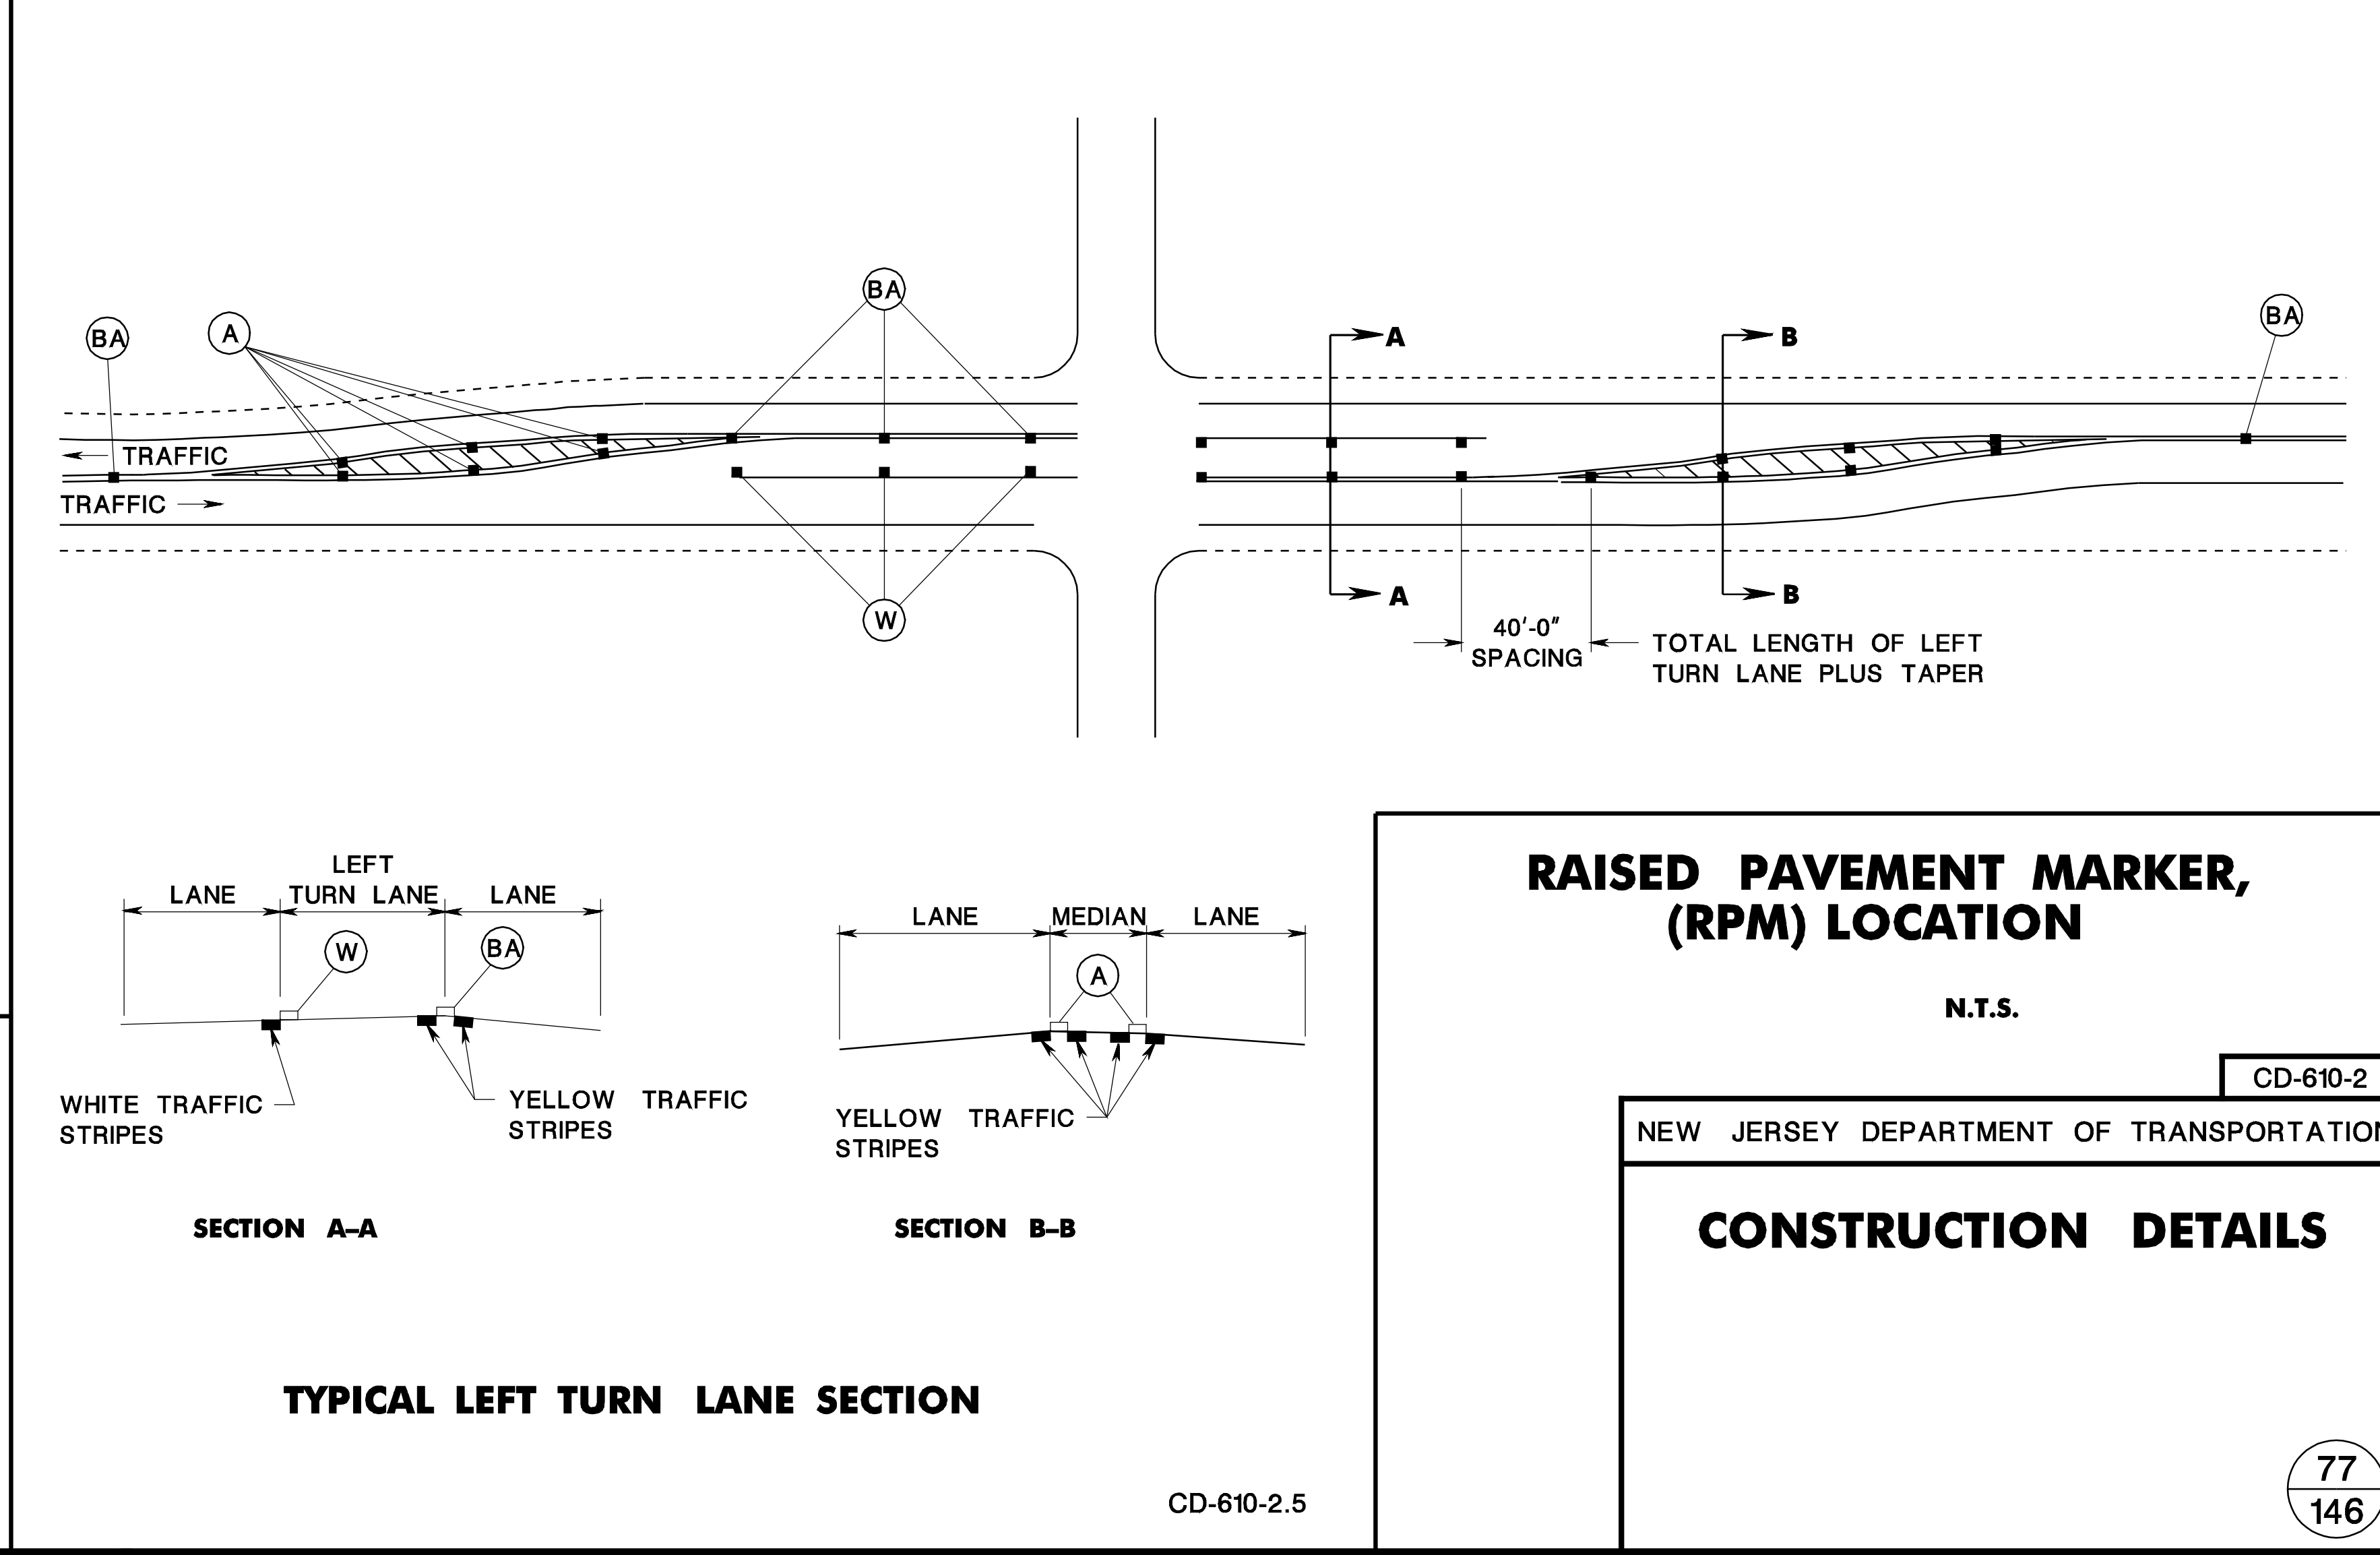 BA
BA
A
BA
A
B
TRAFFIC
TRAFFIC
W
A
B
40'-0"
SPACING
TOTAL LENGTH OF LEFT
TURN LANE PLUS TAPER
LEFT
LANE
TURN LANE
LANE
W
BA
WHITE TRAFFIC
STRIPES
YELLOW TRAFFIC
STRIPES
SECTION A-A
LANE
MEDIAN
LANE
A
YELLOW TRAFFIC
STRIPES
SECTION B-B
TYPICAL LEFT TURN LANE SECTION
CD-610-2.5
RAISED PAVEMENT MARKER,
(RPM) LOCATION
N.T.S.
CD-610-2
NEW JERSEY DEPARTMENT OF TRANSPORTATION
CONSTRUCTION DETAILS
77
146